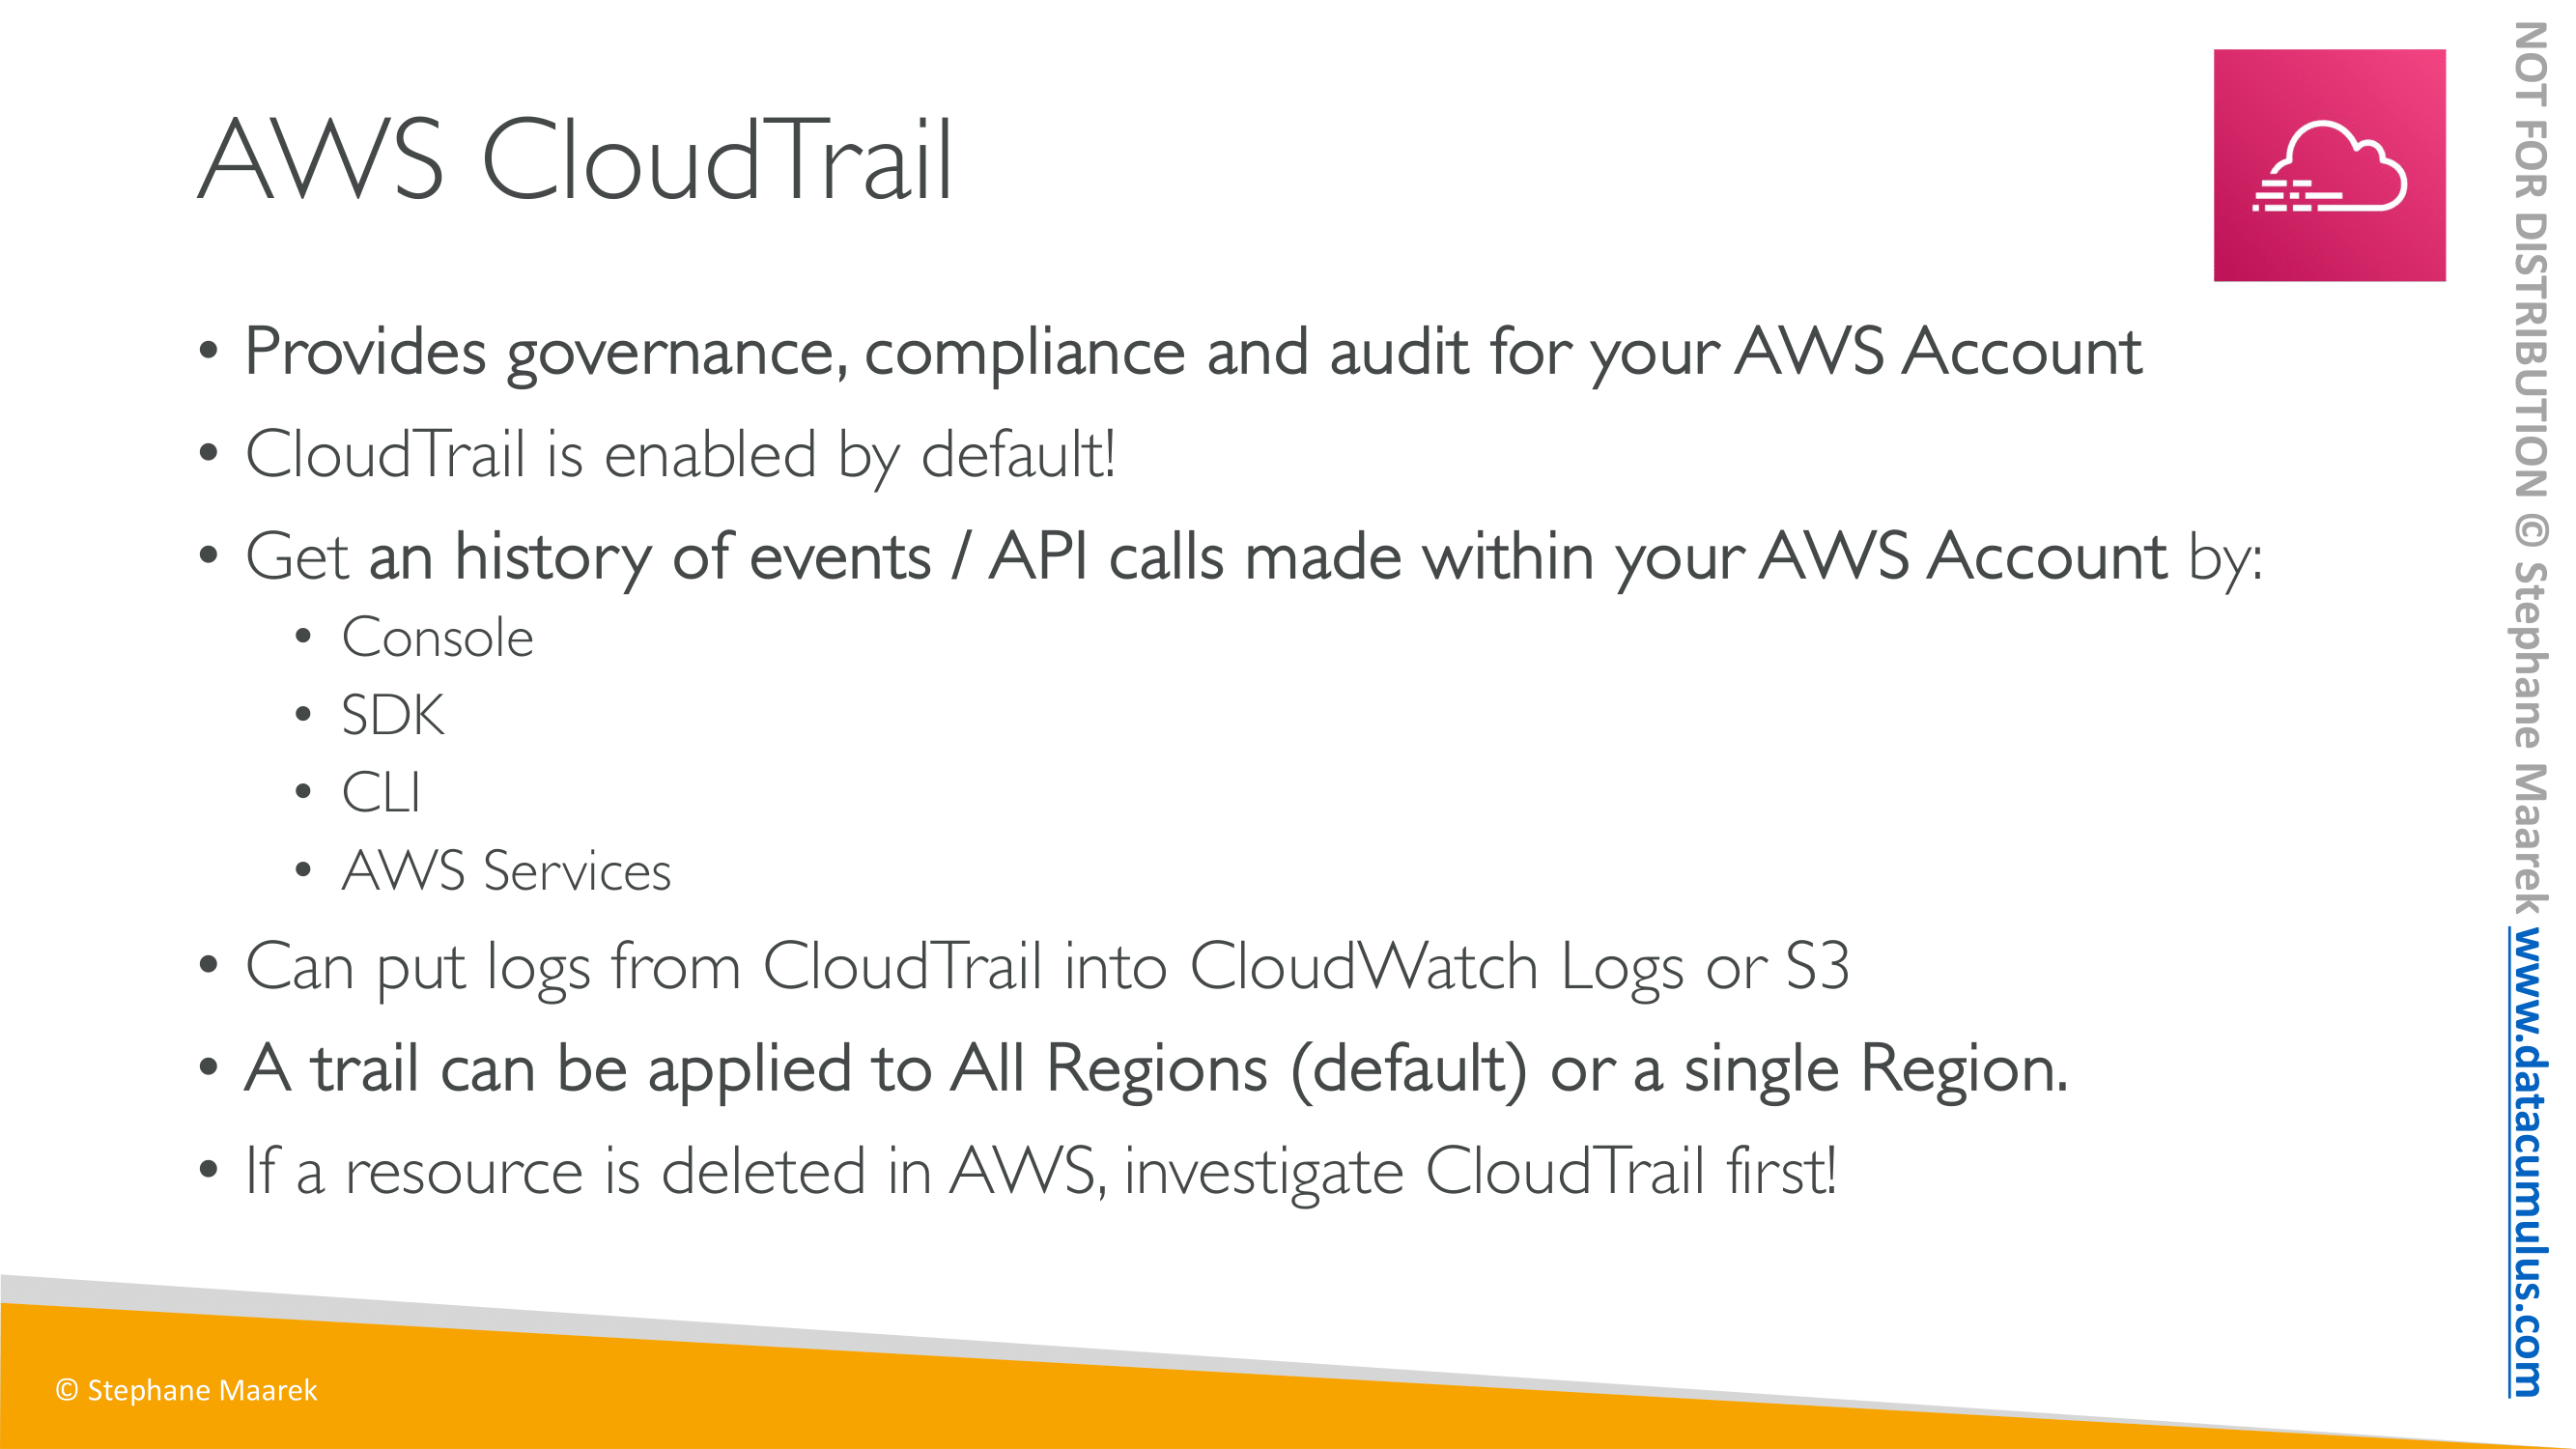 AWS CloudTrail
• Provides governance, compliance and audit for your AWS Account
• CloudTrail is enabled by default!
• Get an history of events / API calls made within your AWS Account by:
• Console
• SDK
• CLI
• AWS Services
• Can put logs from CloudTrail into CloudWatch Logs or S3
• A trail can be applied to All Regions (default) or a single Region.
• If a resource is deleted in AWS, investigate CloudTrail first!
© Stephane Maarek
NOT FOR DISTRIBUTION © Stephane Maarek www.datacumulus.com